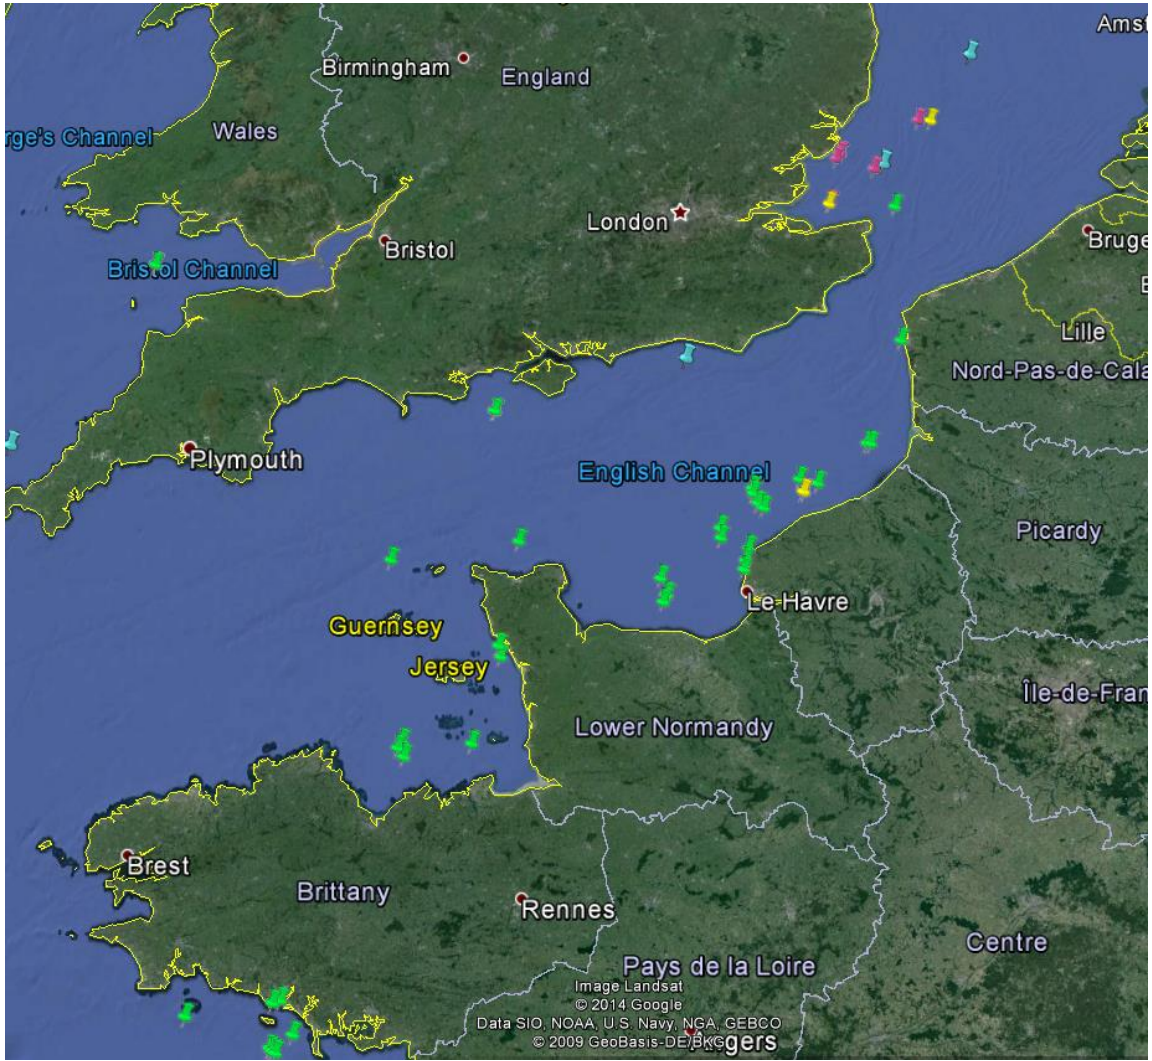 Amst
Birmingham
England
rge's Channel
Wales
London
Bristol
Bruge
Bristol Channel
Lille
Nord-Pas-de-Cala
Plymouth
English Channel
Picardy
Le Havre
Guernsey
Jersey
Île-de-Fran
Lower Normandy
Brest
Brittany
Rennes
Centre
Pays de la Loire
Image Landsat
© 2014 Google
Data SIO, NOAA, U.S. Navy, NGA, GEBCO
© 2009 GeoBasis-DE/BKG
Angers